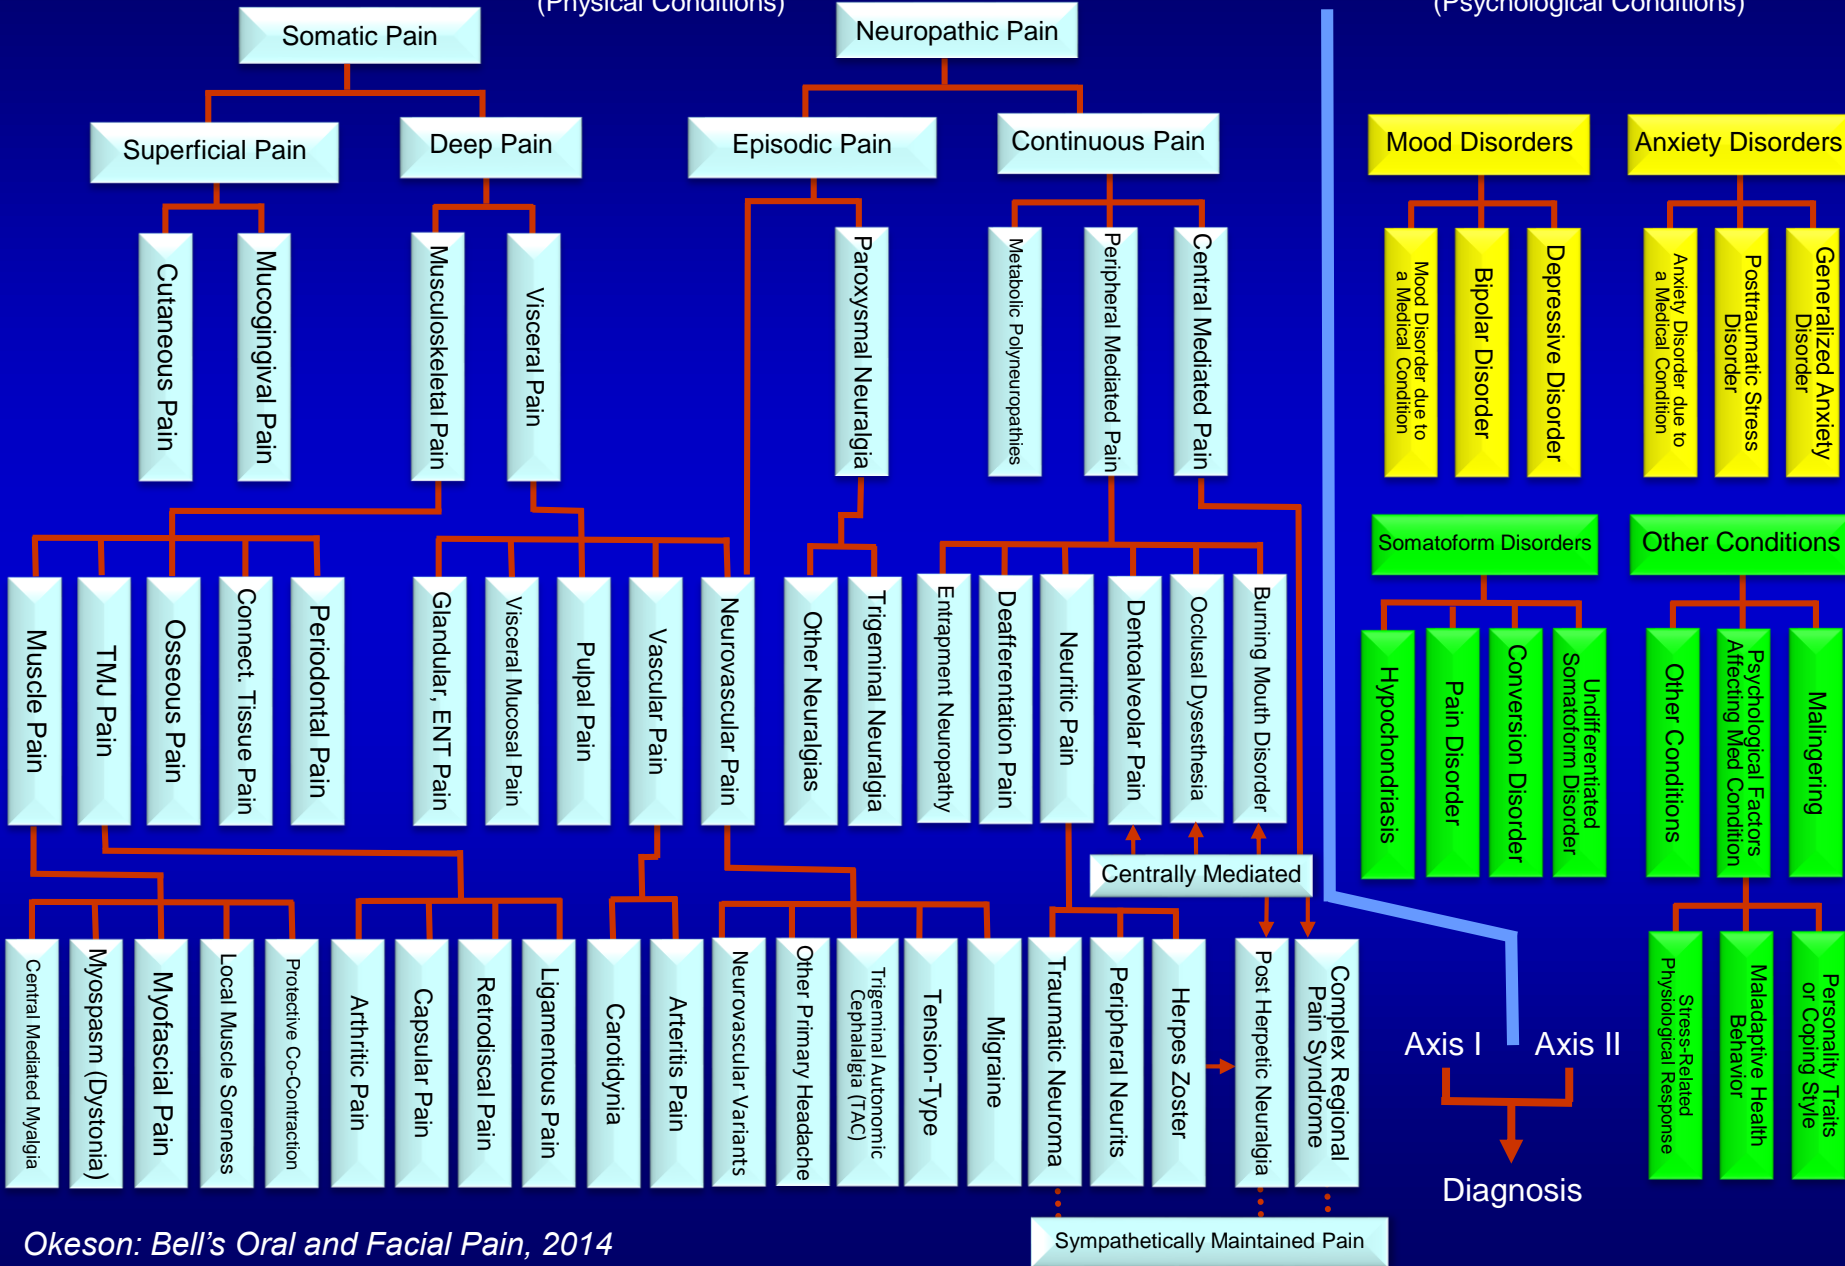 (Physical Conditions)
(Psychological Conditions)
Somatic Pain
Neuropathic Pain
Superficial Pain
Deep Pain
Episodic Pain
Continuous Pain
Mood Disorders
Anxiety Disorders
Cutaneous Pain
Mucogingival Pain
Musculoskeletal Pain
Visceral Pain
Paroxysmal Neuralgia
Metabolic Polyneuropathies
Peripheral Mediated Pain
Central Mediated Pain
Mood Disorder due to
a Medical Condition
Bipolar Disorder
Depressive Disorder
Anxiety Disorder due to
a Medical Condition
Posttraumatic Stress
Disorder
Generalized Anxiety
Disorder
Somatoform Disorders
Other Conditions
Muscle Pain
TMJ Pain
Osseous Pain
Connect. Tissue Pain
Periodontal Pain
Glandular, ENT Pain
Visceral Mucosal Pain
Pulpal Pain
Vascular Pain
Neurovascular Pain
Other Neuralgias
Trigeminal Neuralgia
Entrapment Neuropathy
Deafferentation Pain
Neuritic Pain
Dentoalveolar Pain
Occlusal Dysesthesia
Burning Mouth Disorder
Hypochondriasis
Pain Disorder
Conversion Disorder
Undifferentiated
Somatoform Disorder
Other Conditions
Psychological Factors
Affecting Med Condition
Malingering
Centrally Mediated
Central Mediated Myalgia
Myospasm (Dystonia)
Myofascial Pain
Local Muscle Soreness
Protective Co-Contraction
Arthritic Pain
Capsular Pain
Retrodiscal Pain
Ligamentous Pain
Carotidynia
Arteritis Pain
Neurovascular Variants
Other Primary Headache
Trigeminal Autonomic
Cephalalgia (TAC)
Tension-Type
Migraine
Traumatic Neuroma
Peripheral Neurits
Herpes Zoster
Post Herpetic Neuralgia
Complex Regional
Pain Syndrome
Stress-Related
Physiological Response
Maladaptive Health
Behavior
Personality Traits
or Coping Style
Axis I
Axis II
Diagnosis
Sympathetically Maintained Pain
Okeson: Bell's Oral and Facial Pain, 2014